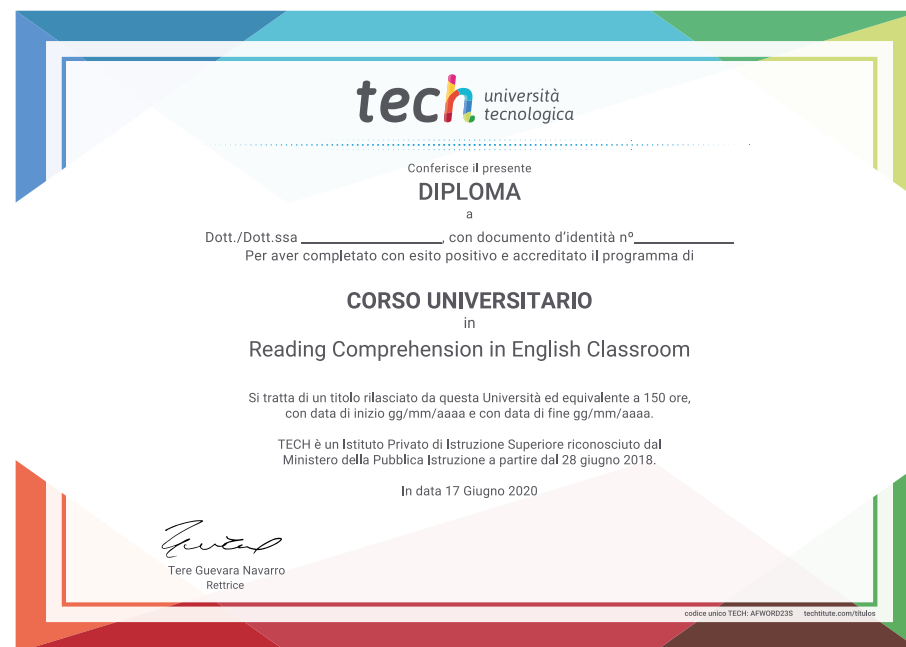 tech università
tecnologica
Conferisce il presente
DIPLOMA
a
Dott./Dott.ssa _________________, con documento d'identità nº____________
Per aver completato con esito positivo e accreditato il programma di
CORSO UNIVERSITARIO
in
Reading Comprehension in English Classroom
Si tratta di un titolo rilasciato da questa Università ed equivalente a 150 ore,
con data di inizio gg/mm/aaaa e con data di fine gg/mm/aaaa.
TECH è un Istituto Privato di Istruzione Superiore riconosciuto dal
Ministero della Pubblica Istruzione a partire dal 28 giugno 2018.
In data 17 Giugno 2020
Tere Guevara Navarro
Rettrice
codice unico TECH: AFWORD23S techtitute.com/titulos